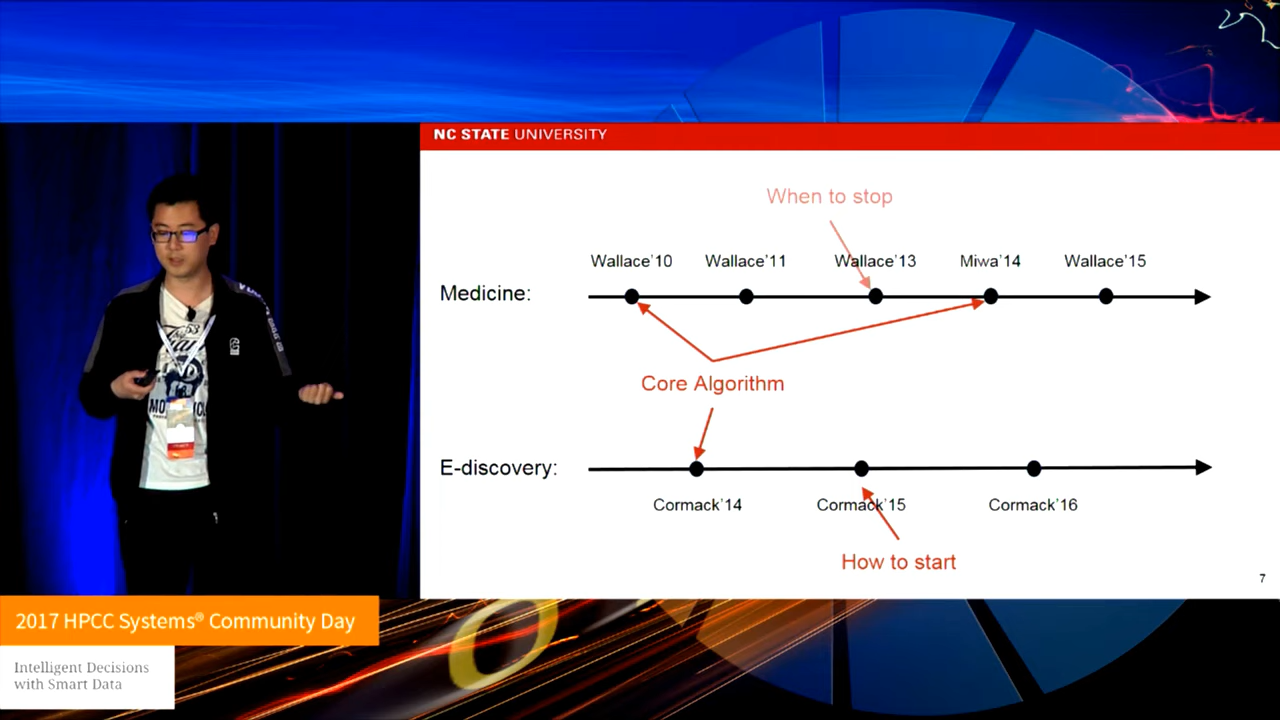 NC STATE UNIVERSITY
When to stop
Wallace'10 Wallace'11 Wallace'13 Miwa'14 Wallace'15
Medicine:
Core Algorithm
E-discovery:
Cormack'14 Cormack'15 Cormack'16
How to start
7
2017 HPCC Systems® Community Day
Intelligent Decisions
with Smart Data